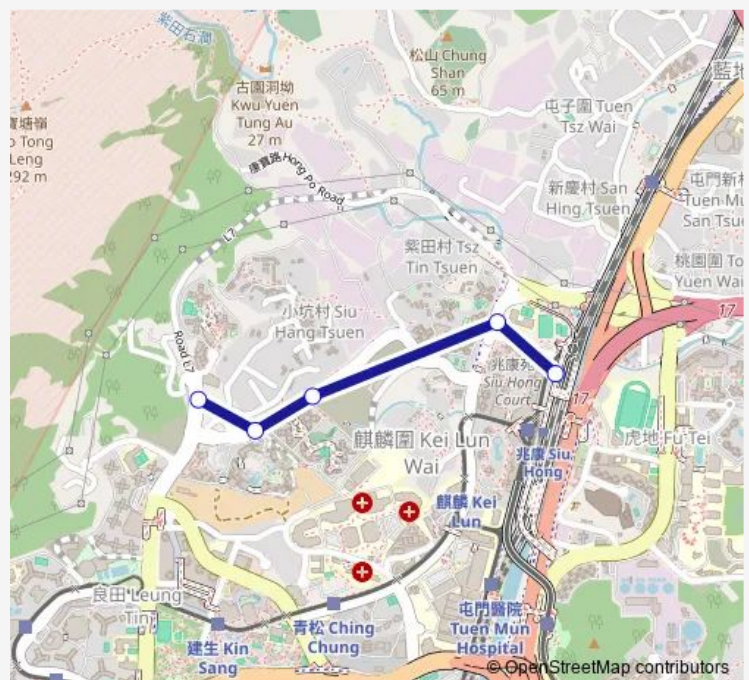 紫田石澗
松山 Chung
Shan
65 m
藍地
古園洞坳
Kwu Yuen
Tung Au
27 m
屯子圍 Tuen
Tsz Wai
寶塘嶺
o Tong
Leng
292 m
康寶路 Hong Po Road
新慶村 San
Hing Tsuen
屯門新村
Tuen Mu
San Tsu
L7
紫田村 Tsz
Tin Tsuen
桃園圍 To
Yuen Wai
小坑村 Siu
Hang Tsuen
17
Road L7
兆康苑
Siu Hong
Court
17
麒麟圍 Kei Lun
Wai
虎地 Fu Tei
兆康 Siu
Hong
麒麟 Kei
Lun
良田 Leung
Tin
青松 Ching
Chung
屯門醫院
Tuen Mun
Hospital
建生 Kin
Sang
© OpenStreetMap contributors